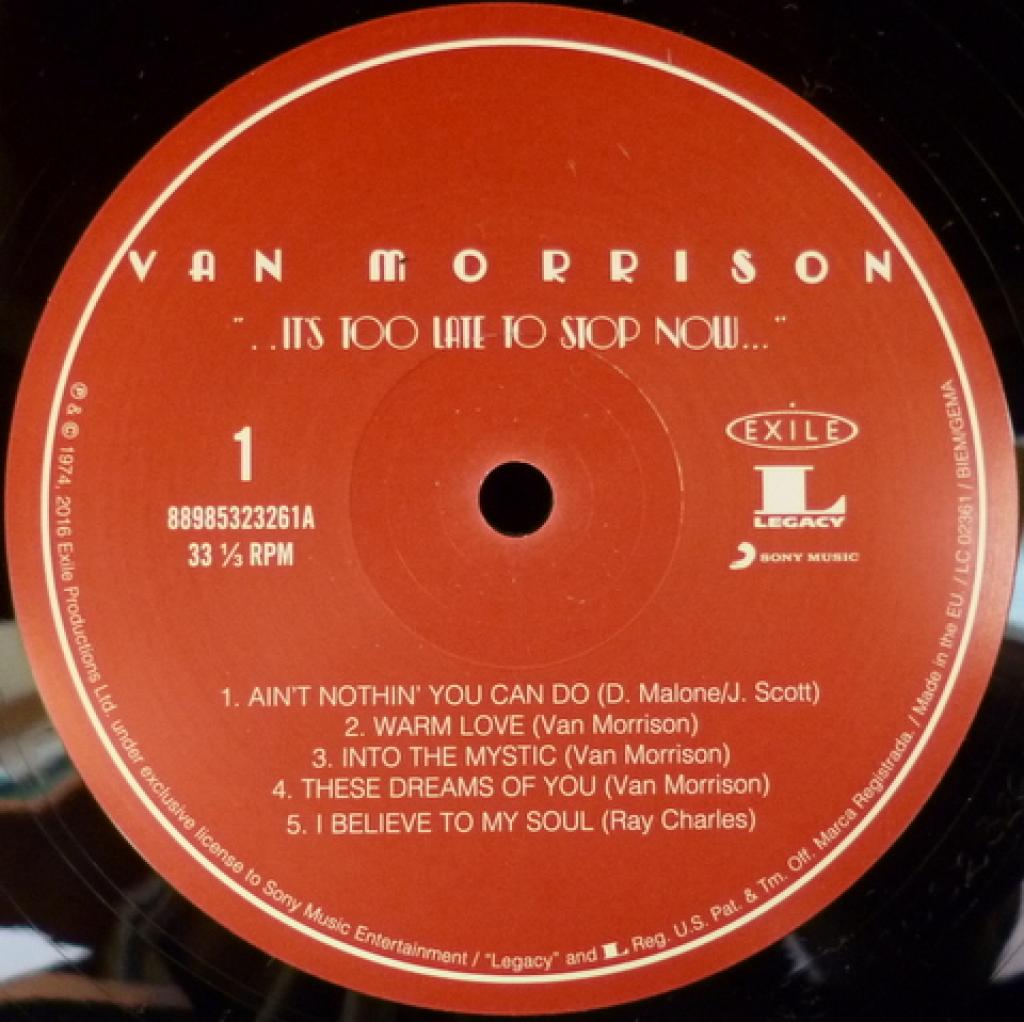 VAN MORRISON
"..IT'S TOO LATE TO STOP NOW..."
1
88985323261A
33 ⅓ RPM
EXILE
L
LEGACY
SONY MUSIC
1. AIN'T NOTHIN' YOU CAN DO (D. Malone/J. Scott)
2. WARM LOVE (Van Morrison)
3. INTO THE MYSTIC (Van Morrison)
4. THESE DREAMS OF YOU (Van Morrison)
5. I BELIEVE TO MY SOUL (Ray Charles)
℗ & © 1974, 2016 Exile Productions Ltd. under exclusive license to Sony Music Entertainment / "Legacy" and L Reg. U.S. Pat. & Tm. Off. Marca Registrada. / Made in the EU. / LC 02361 / BIEM/GEMA